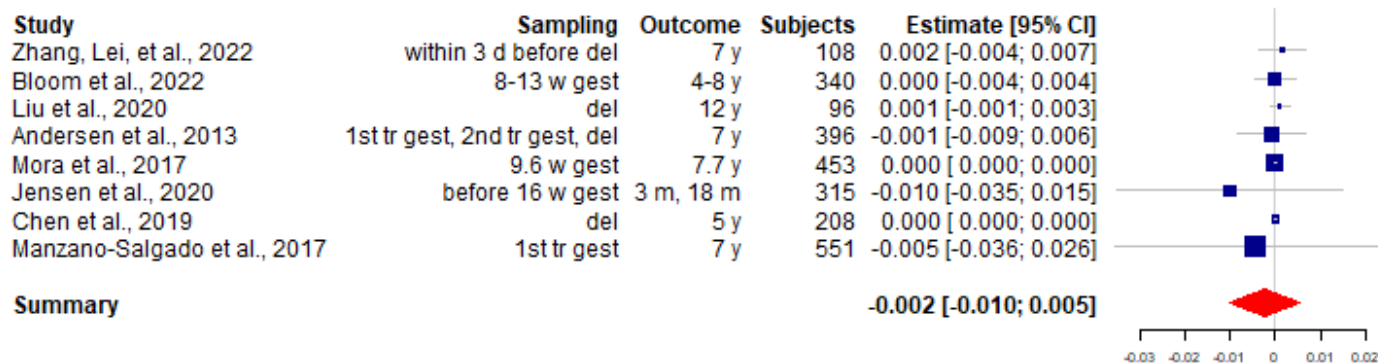 Study Sampling Outcome Subjects Estimate [95% CI]
Zhang, Lei, et al., 2022 within 3 d before del 7 y 108 0.002 [-0.004; 0.007]
Bloom et al., 2022 8-13 w gest 4-8 y 340 0.000 [-0.004; 0.004]
Liu et al., 2020 del 12 y 96 0.001 [-0.001; 0.003]
Andersen et al., 2013 1st tr gest, 2nd tr gest, del 7 y 396 -0.001 [-0.009; 0.006]
Mora et al., 2017 9.6 w gest 7.7 y 453 0.000 [ 0.000; 0.000]
Jensen et al., 2020 before 16 w gest 3 m, 18 m 315 -0.010 [-0.035; 0.015]
Chen et al., 2019 del 5 y 208 0.000 [ 0.000; 0.000]
Manzano-Salgado et al., 2017 1st tr gest 7 y 551 -0.005 [-0.036; 0.026]
Summary -0.002 [-0.010; 0.005]
-0.03 -0.02 -0.01 0 0.01 0.02